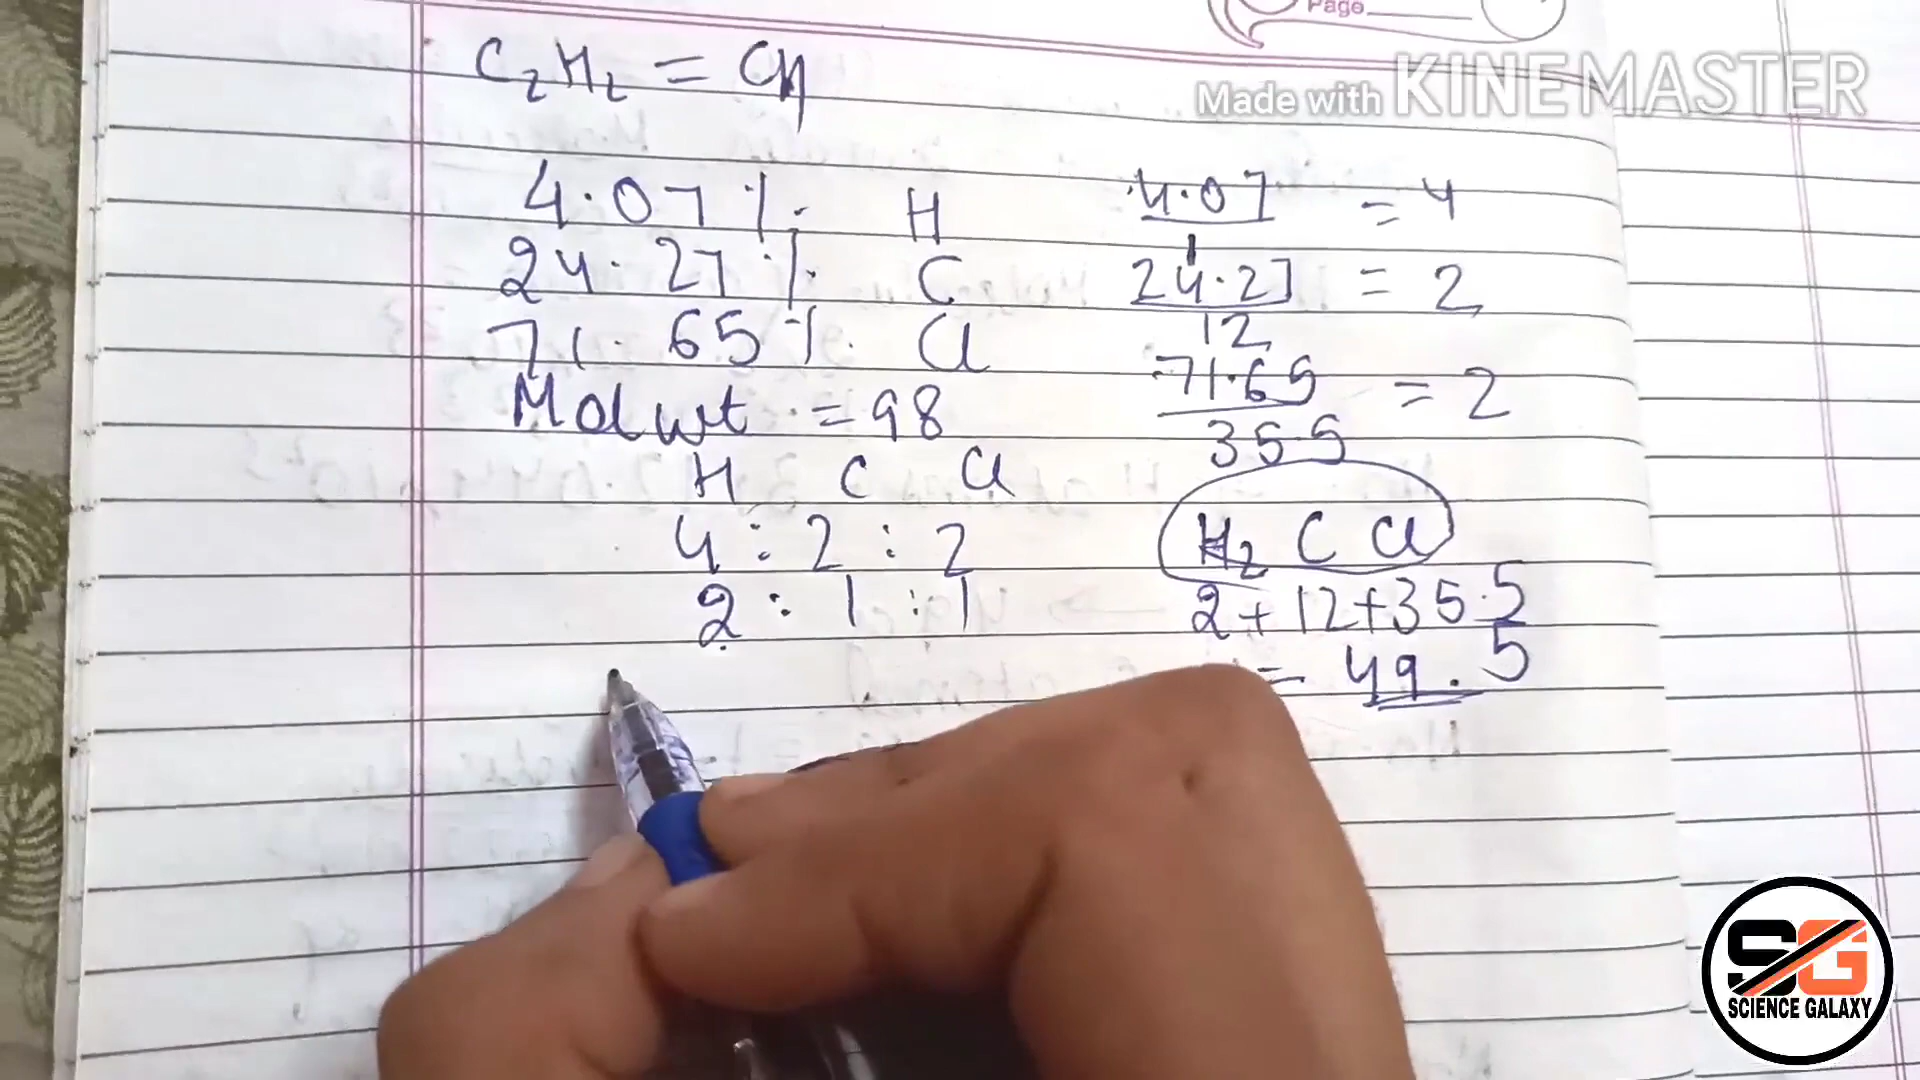 Page
Made with KINEMASTER
C2H2 = CH
4.07 % H 4.07/1 = 4
24.27 % C 24.27/12 = 2
71.65 % Cl 71.65/35.5 = 2
Mol wt = 98
H C Cl
4 : 2 : 2 H2 C Cl
2 : 1 : 1 2+12+35.5
= 49.5
SG
SCIENCE GALAXY